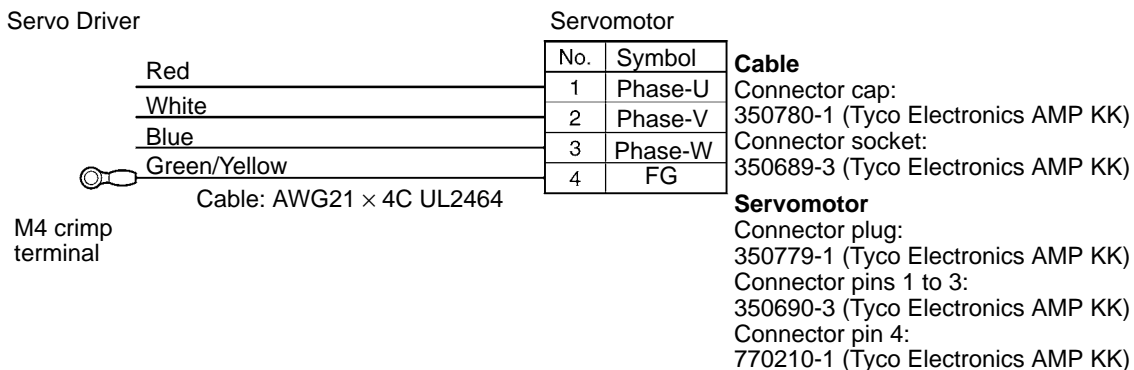 Servo Driver
Servomotor
No. Symbol
Red
1 Phase-U
White
2 Phase-V
Blue
3 Phase-W
Green/Yellow
4 FG
Cable: AWG21 × 4C UL2464
M4 crimp
terminal
Cable
Connector cap:
350780-1 (Tyco Electronics AMP KK)
Connector socket:
350689-3 (Tyco Electronics AMP KK)
Servomotor
Connector plug:
350779-1 (Tyco Electronics AMP KK)
Connector pins 1 to 3:
350690-3 (Tyco Electronics AMP KK)
Connector pin 4:
770210-1 (Tyco Electronics AMP KK)